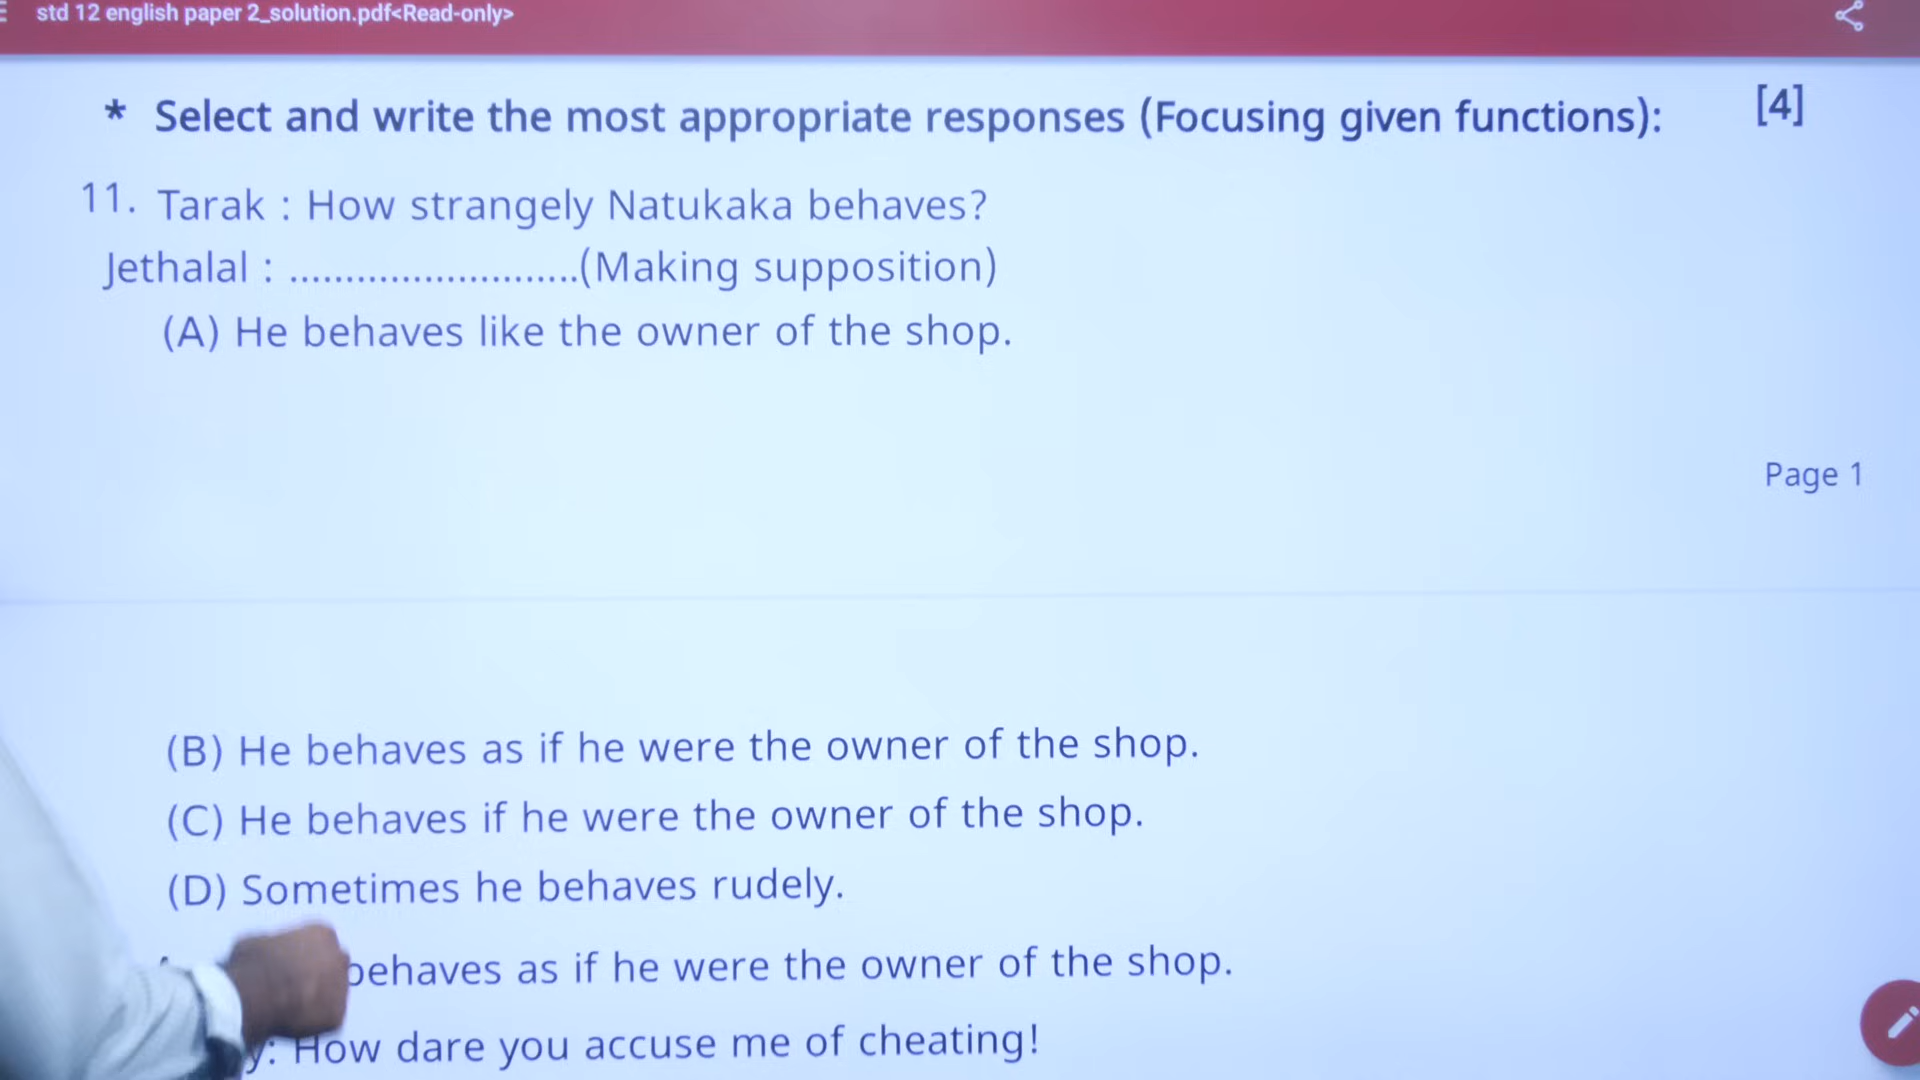 std 12 english paper 2_solution.pdf<Read-only>
* Select and write the most appropriate responses (Focusing given functions): [4]
11. Tarak : How strangely Natukaka behaves?
Jethalal : ..........................(Making supposition)
(A) He behaves like the owner of the shop.
Page 1
(B) He behaves as if he were the owner of the shop.
(C) He behaves if he were the owner of the shop.
(D) Sometimes he behaves rudely.
behaves as if he were the owner of the shop.
How dare you accuse me of cheating!